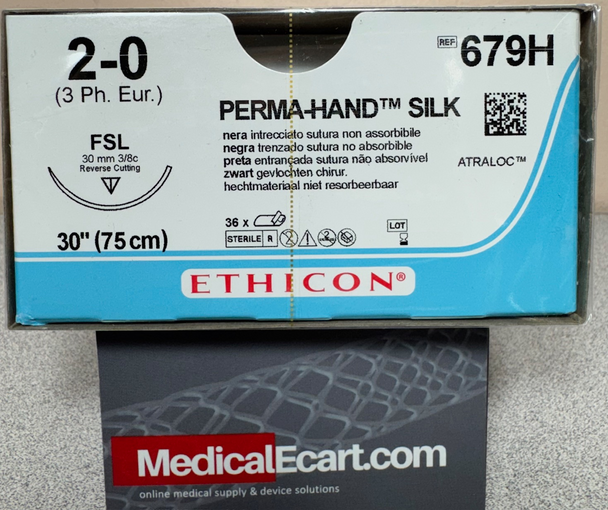 2-0
(3 Ph. Eur.)
FSL
30 mm 3/8c
Reverse Cutting
30" (75 cm)
REF 679H
PERMA-HAND™ SILK
nera intrecciato sutura non assorbibile
negra trenzado sutura no absorbible
preta entrançada sutura não absorvível
zwart gevlochten chirur.
hechtmateriaal niet resorbeerbaar
ATRALOC™
36 x
STERILE R
2
LOT
ETHICON®
MedicalEcart.com
online medical supply & device solutions